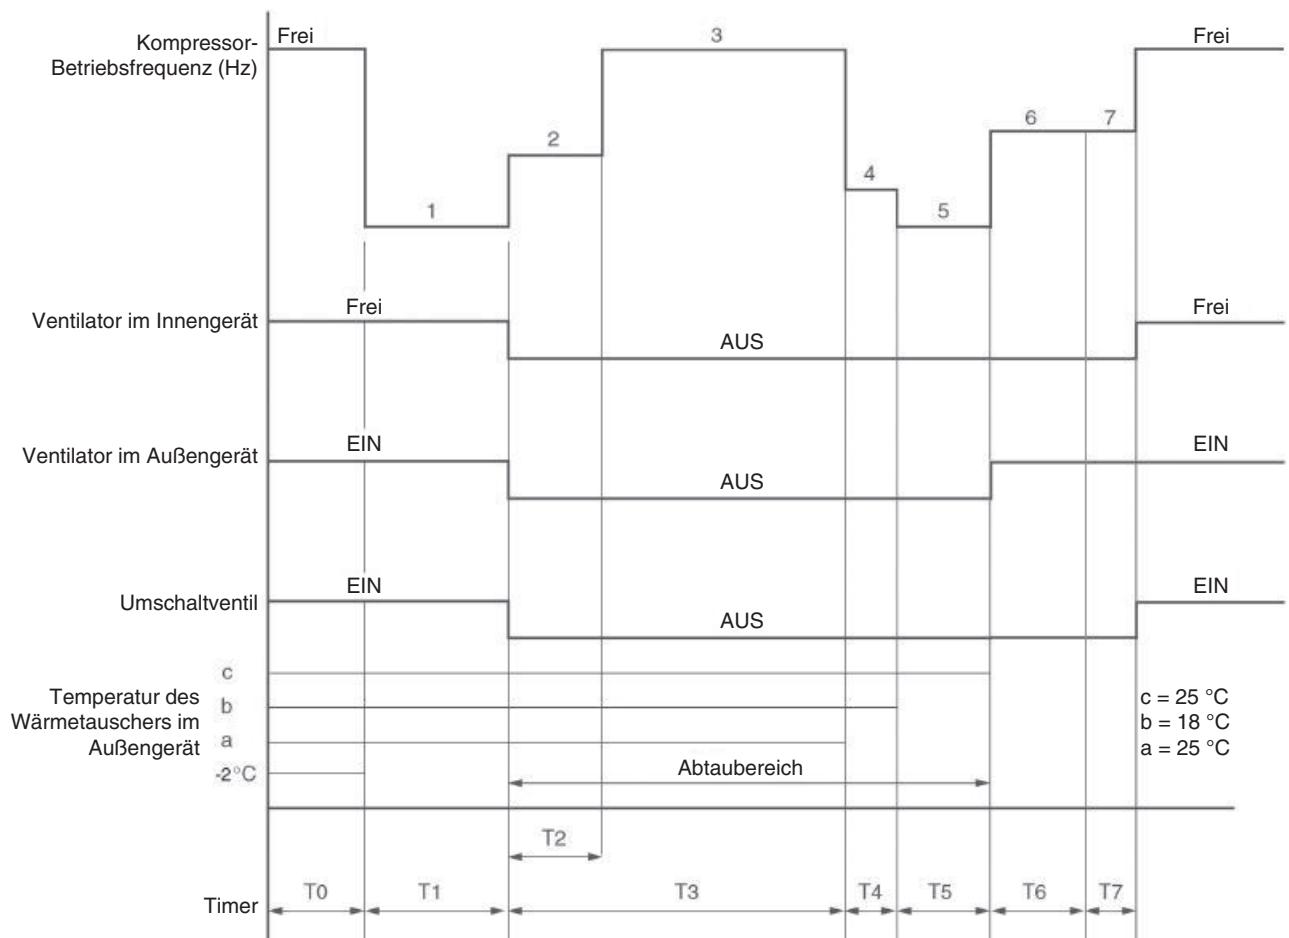 Kompressor-
Betriebsfrequenz (Hz)
Frei
3
Frei
2
6
7
4
1
5
Ventilator im Innengerät
Frei
AUS
Frei
Ventilator im Außengerät
EIN
AUS
EIN
Umschaltventil
EIN
AUS
EIN
Temperatur des
Wärmetauschers im
Außengerät
c
b
a
-2°C
Abtaubereich
c = 25 °C
b = 18 °C
a = 25 °C
T2
Timer
T0
T1
T3
T4
T5
T6
T7